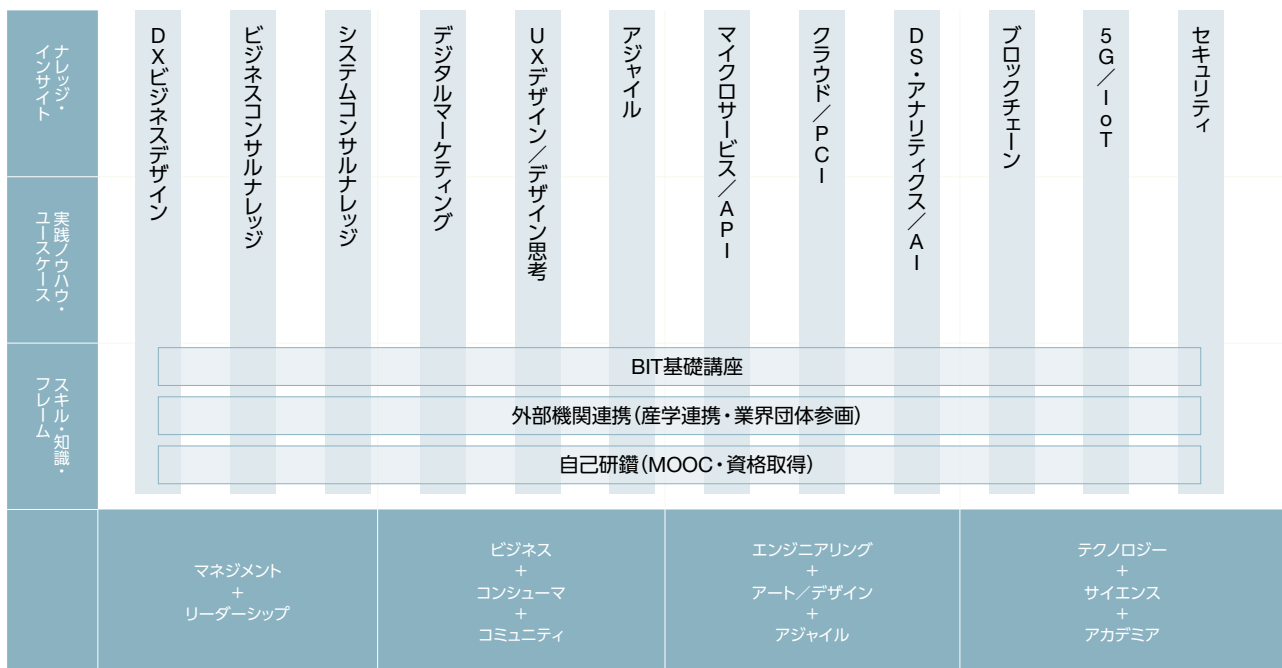 ナレッジ・
インサイト
DXビジネスデザイン
ビジネスコンサルナレッジ
システムコンサルナレッジ
デジタルマーケティング
UXデザイン/デザイン思考
アジャイル
マイクロサービス/API
クラウド/PCI
DS・アナリティクス/AI
ブロックチェーン
5G/IoT
セキュリティ
実践ノウハウ・
ユースケース
スキル・知識・
フレーム
BIT基礎講座
外部機関連携(産学連携・業界団体参画)
自己研鑽(MOOC・資格取得)
マネジメント
+
リーダーシップ
ビジネス
+
コンシューマ
+
コミュニティ
エンジニアリング
+
アート/デザイン
+
アジャイル
テクノロジー
+
サイエンス
+
アカデミア